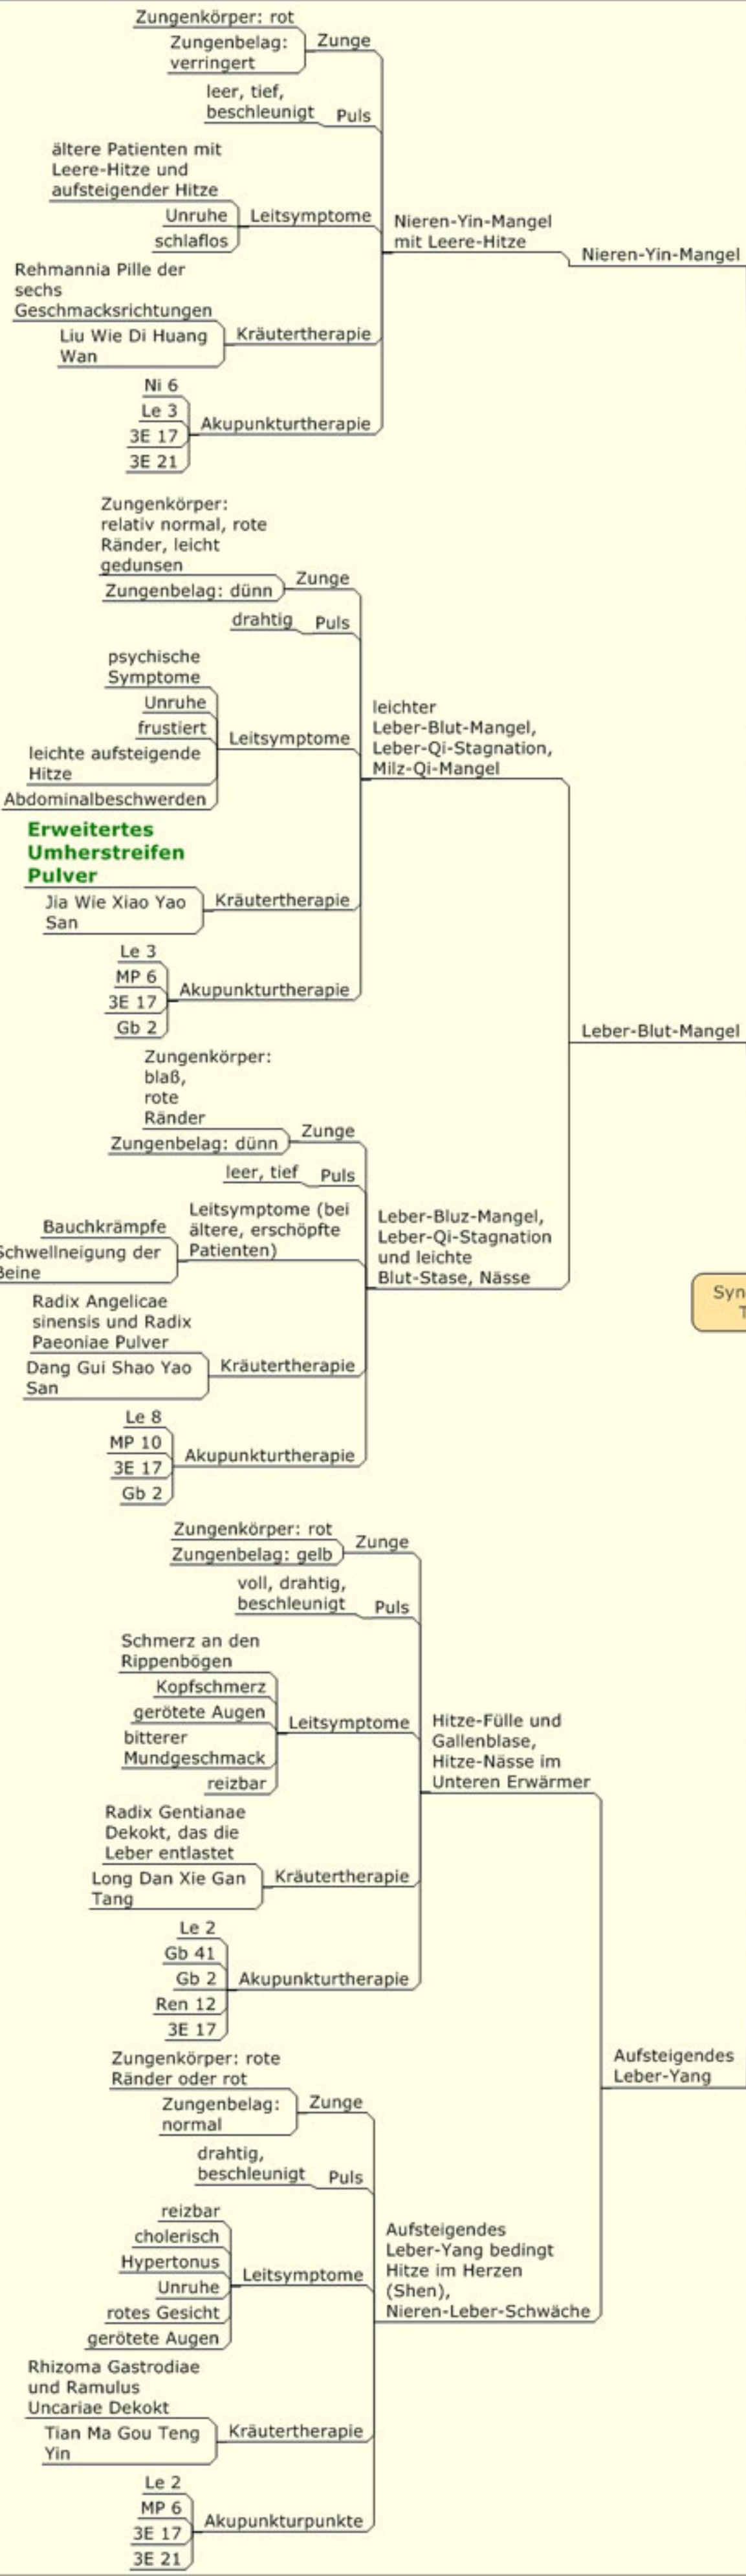 Zungenkörper: rot
Zungenbelag:
verringert
Zunge
leer, tief,
beschleunigt
Puls
ältere Patienten mit
Leere-Hitze und
aufsteigender Hitze
Unruhe
schlaflos
Leitsymptome
Rehmannia Pille der
sechs
Geschmacksrichtungen
Liu Wie Di Huang
Wan
Kräutertherapie
Ni 6
Le 3
3E 17
3E 21
Akupunkturtherapie
Nieren-Yin-Mangel
mit Leere-Hitze
Nieren-Yin-Mangel
Zungenkörper:
relativ normal, rote
Ränder, leicht
gedunsen
Zungenbelag: dünn
Zunge
drahtig
Puls
psychische
Symptome
Unruhe
frustiert
leichte aufsteigende
Hitze
Abdominalbeschwerden
Leitsymptome
Erweitertes
Umherstreifen
Pulver
Jia Wie Xiao Yao
San
Kräutertherapie
Le 3
MP 6
3E 17
Gb 2
Akupunkturtherapie
leichter
Leber-Blut-Mangel,
Leber-Qi-Stagnation,
Milz-Qi-Mangel
Zungenkörper:
blaß,
rote
Ränder
Zungenbelag: dünn
Zunge
leer, tief
Puls
Bauchkrämpfe
Schwellneigung der
Beine
Leitsymptome (bei
ältere, erschöpfte
Patienten)
Radix Angelicae
sinensis und Radix
Paeoniae Pulver
Dang Gui Shao Yao
San
Kräutertherapie
Le 8
MP 10
3E 17
Gb 2
Akupunkturtherapie
Leber-Bluz-Mangel,
Leber-Qi-Stagnation
und leichte
Blut-Stase, Nässe
Leber-Blut-Mangel
Syn
T
Zungenkörper: rot
Zungenbelag: gelb
Zunge
voll, drahtig,
beschleunigt
Puls
Schmerz an den
Rippenbögen
Kopfschmerz
gerötete Augen
bitterer
Mundgeschmack
reizbar
Leitsymptome
Radix Gentianae
Dekokt, das die
Leber entlastet
Long Dan Xie Gan
Tang
Kräutertherapie
Le 2
Gb 41
Gb 2
Ren 12
3E 17
Akupunkturtherapie
Hitze-Fülle und
Gallenblase,
Hitze-Nässe im
Unteren Erwärmer
Zungenkörper: rote
Ränder oder rot
Zungenbelag:
normal
Zunge
drahtig,
beschleunigt
Puls
reizbar
cholerisch
Hypertonus
Unruhe
rotes Gesicht
gerötete Augen
Leitsymptome
Rhizoma Gastrodiae
und Ramulus
Uncariae Dekokt
Tian Ma Gou Teng
Yin
Kräutertherapie
Le 2
MP 6
3E 17
3E 21
Akupunkturpunkte
Aufsteigendes
Leber-Yang bedingt
Hitze im Herzen
(Shen),
Nieren-Leber-Schwäche
Aufsteigendes
Leber-Yang